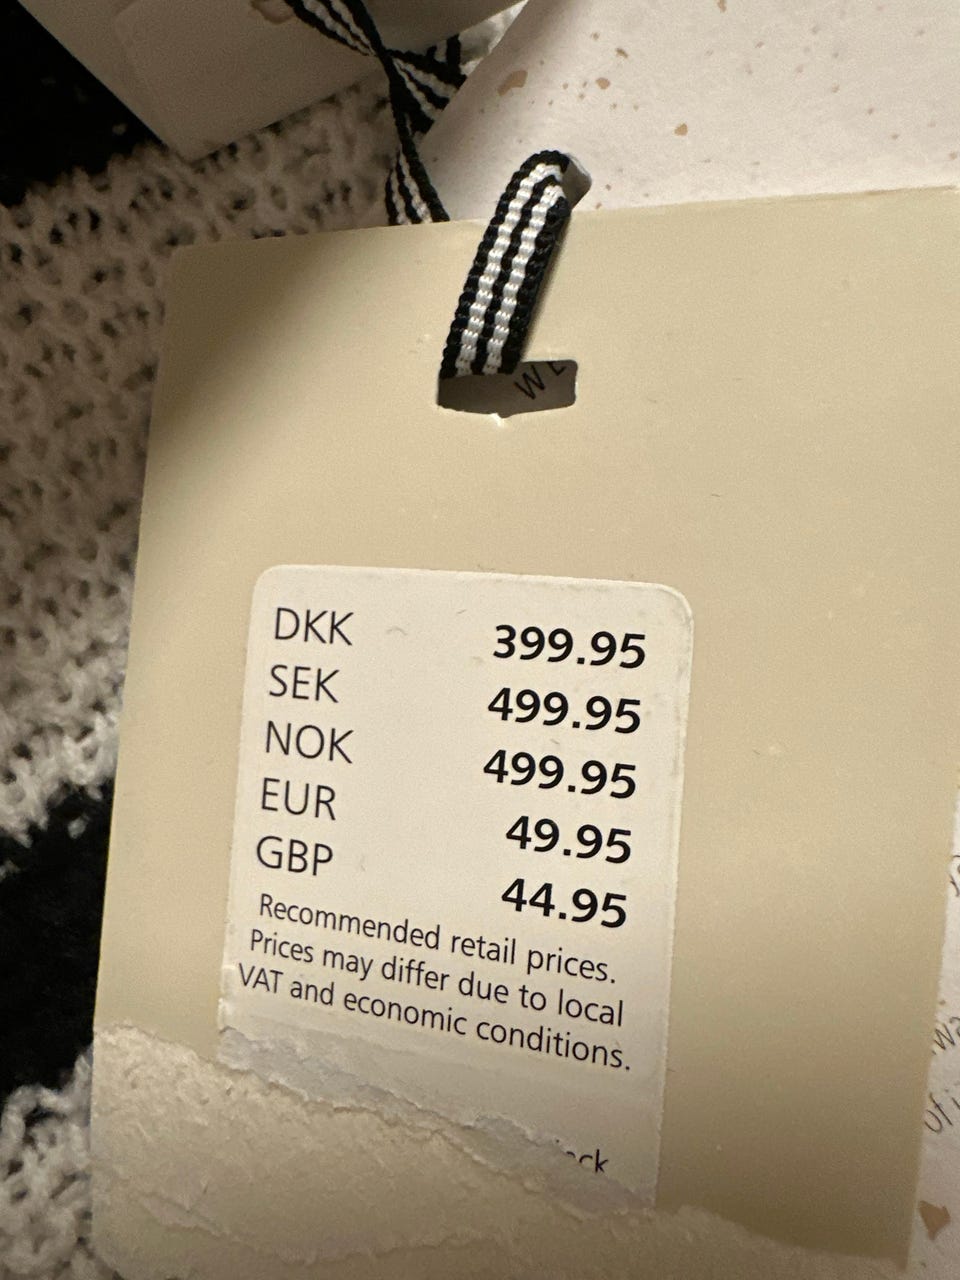 DKK 399.95
SEK 499.95
NOK 499.95
EUR 49.95
GBP 44.95
Recommended retail prices.
Prices may differ due to local
VAT and economic conditions.